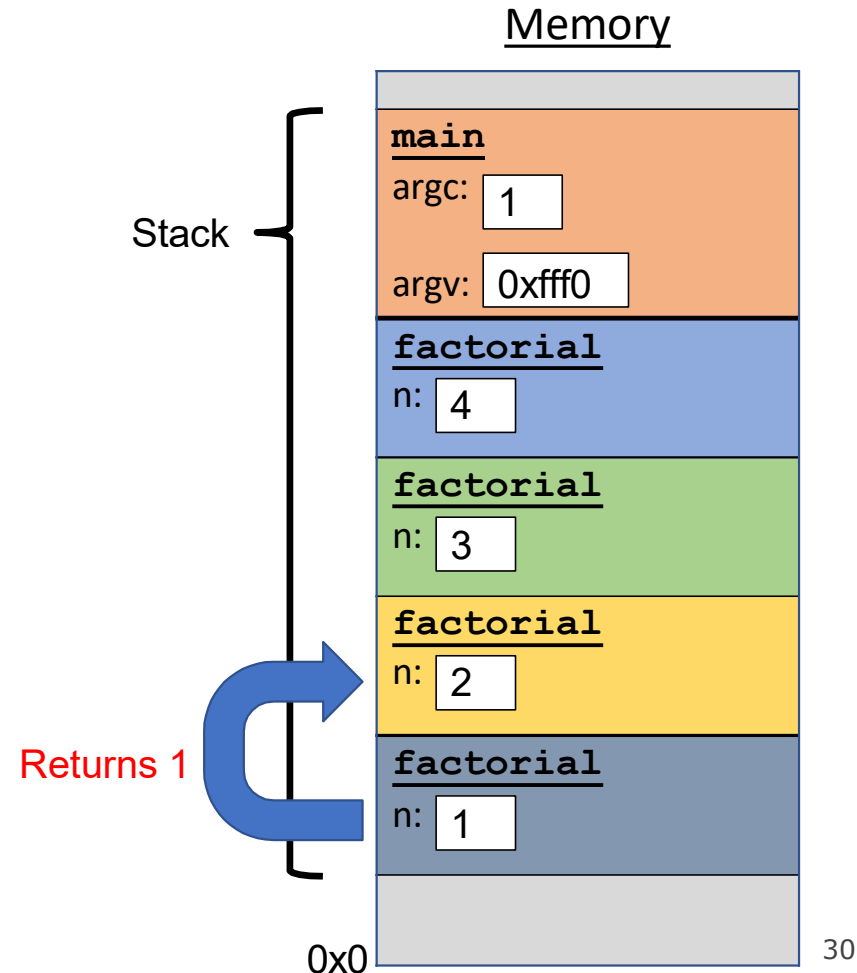 Memory
main
argc: 1
Stack
argv: 0xfff0
factorial
n: 4
factorial
n: 3
factorial
n: 2
Returns 1
factorial
n: 1
0x0
30